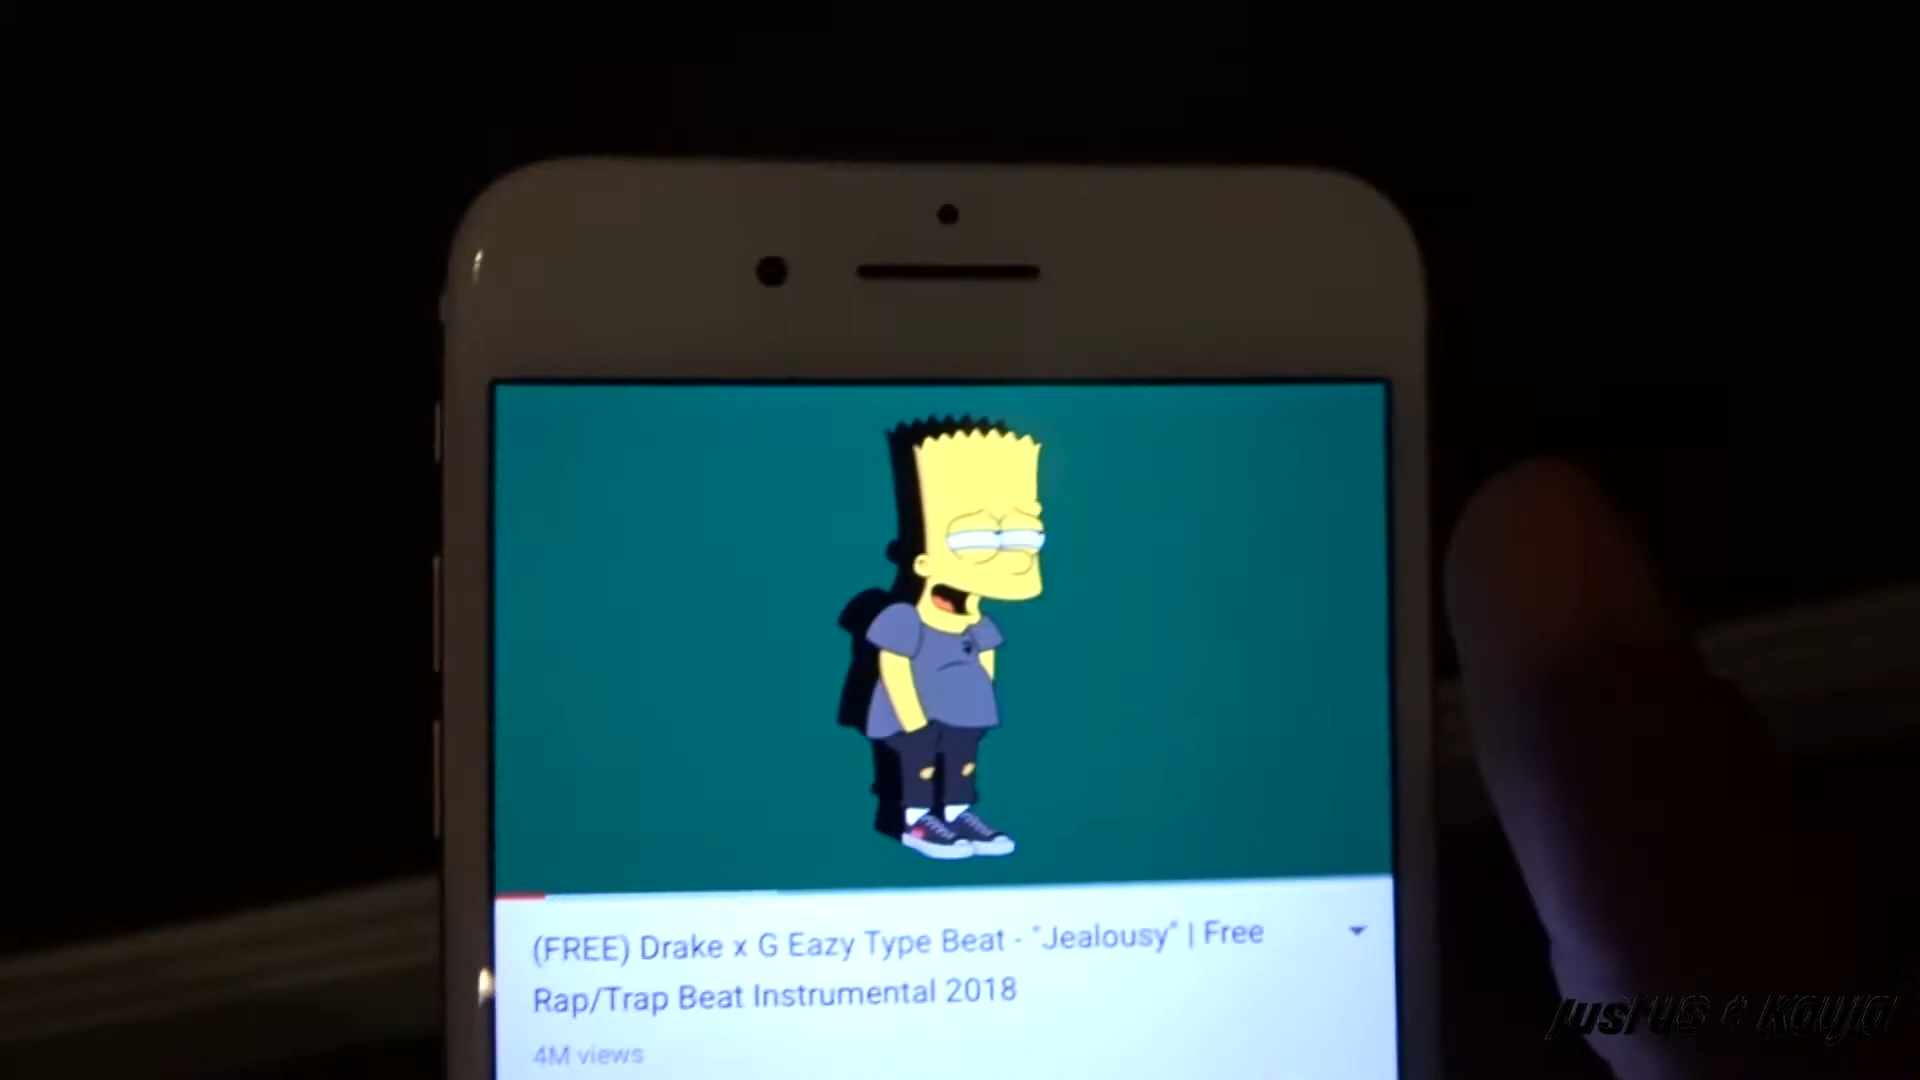 (FREE) Drake x G Eazy Type Beat - "Jealousy" | Free
Rap/Trap Beat Instrumental 2018
4M views